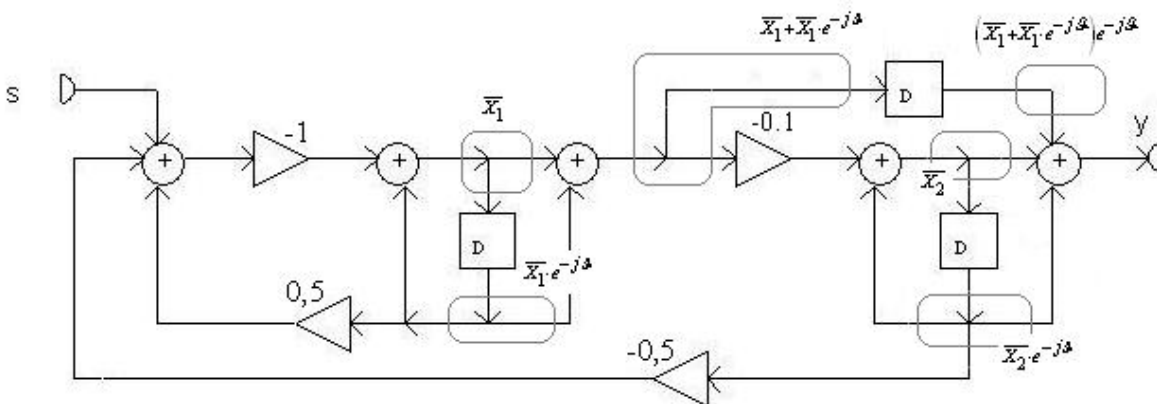 X̅₁+X̅₁·e^{-jϑ}
(X̅₁+X̅₁·e^{-jϑ})e^{-jϑ}
s
D
-1
X̅₁
-0.1
y
+
+
+
+
+
X̅₂
D
D
X̅₁·e^{-jϑ}
0,5
-0,5
X̅₂·e^{-jϑ}